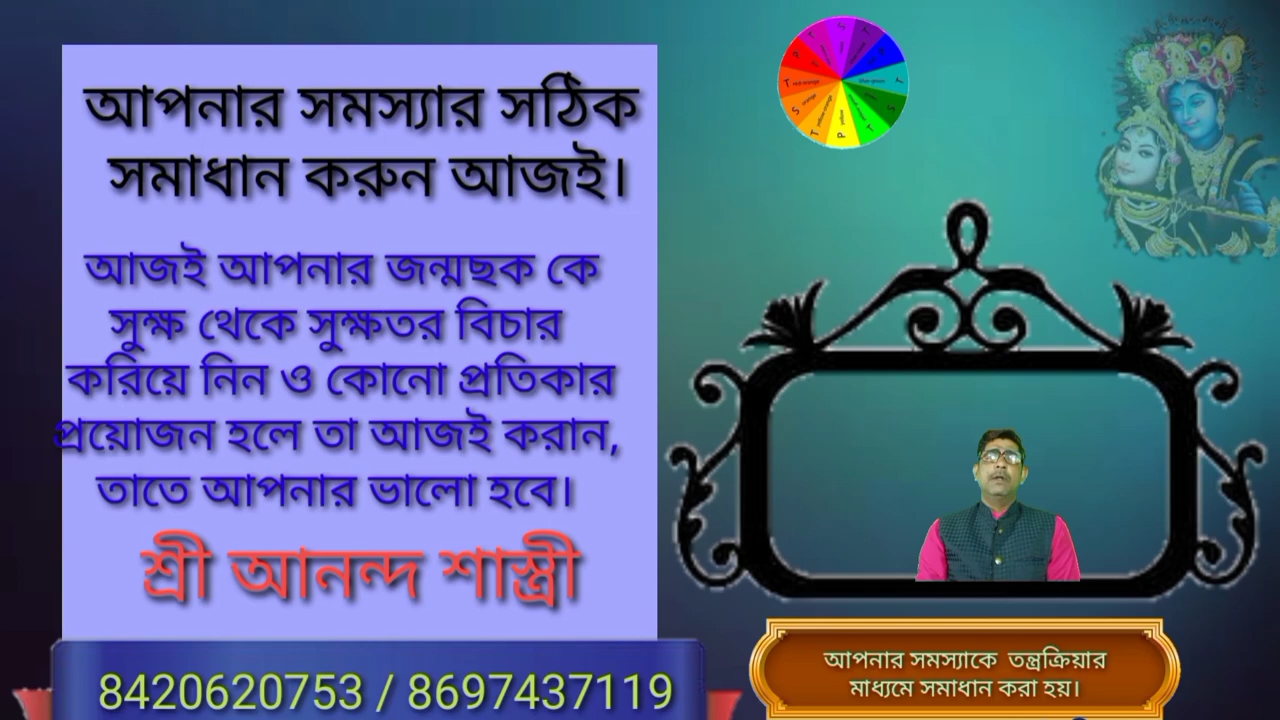 আপনার সমস্যার সঠিক
সমাধান করুন আজই।
আজই আপনার জন্মছক কে
সুক্ষ থেকে সুক্ষতর বিচার
করিয়ে নিন ও কোনো প্রতিকার
প্রয়োজন হলে তা আজই করান,
তাতে আপনার ভালো হবে।
শ্রী আনন্দ শাস্ত্রী
8420620753 / 8697437119
আপনার সমস্যাকে তন্ত্রক্রিয়ার
মাধ্যমে সমাধান করা হয়।